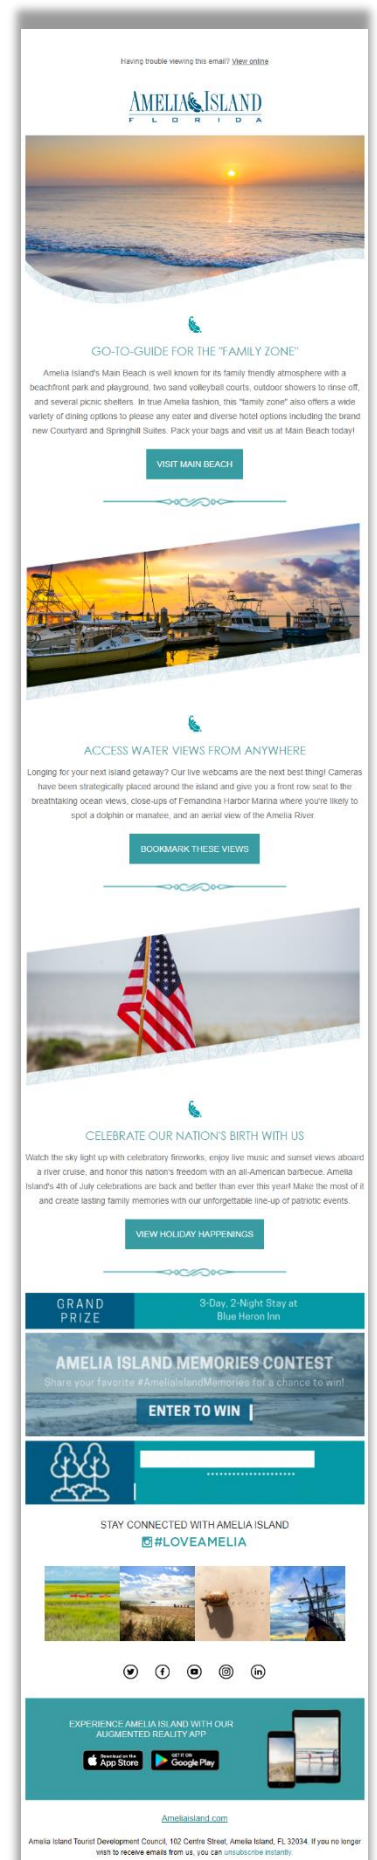 Having trouble viewing this email? View online
AMELIA ISLAND
FLORIDA
GO-TO-GUIDE FOR THE "FAMILY ZONE"
Amelia Island's Main Beach is well known for its family friendly atmosphere with a
beachfront park and playground, two sand volleyball courts, outdoor showers to rinse off,
and several picnic shelters. In true Amelia fashion, this "family zone" also offers a wide
variety of dining options to please any eater and diverse hotel options including the brand
new Courtyard and Springhill Suites. Pack your bags and visit us at Main Beach today!
VISIT MAIN BEACH
ACCESS WATER VIEWS FROM ANYWHERE
Longing for your next island getaway? Our live webcams are the next best thing! Cameras
have been strategically placed around the island and give you a front row seat to the
breathtaking ocean views, close-ups of Fernandina Harbor Marina where you're likely to
spot a dolphin or manatee, and an aerial view of the Amelia River.
BOOKMARK THESE VIEWS
CELEBRATE OUR NATION'S BIRTH WITH US
Watch the sky light up with celebratory fireworks, enjoy live music and sunset views aboard
a river cruise, and honor this nation's freedom with an all-American barbecue. Amelia
Island's 4th of July celebrations are back and better than ever this year! Make the most of it
and create lasting family memories with our unforgettable line-up of patriotic events.
VIEW HOLIDAY HAPPENINGS
GRAND
PRIZE
3-Day, 2-Night Stay at
Blue Heron Inn
AMELIA ISLAND MEMORIES CONTEST
Share your favorite #AmeliaIslandMemories for a chance to win!
ENTER TO WIN
STAY CONNECTED WITH AMELIA ISLAND
#LOVEAMELIA
EXPERIENCE AMELIA ISLAND WITH OUR
AUGMENTED REALITY APP
Download on the
App Store
GET IT ON
Google Play
Ameliaisland.com
Amelia Island Tourist Development Council, 102 Centre Street, Amelia Island, FL 32034. If you no longer
wish to receive emails from us, you can unsubscribe instantly.